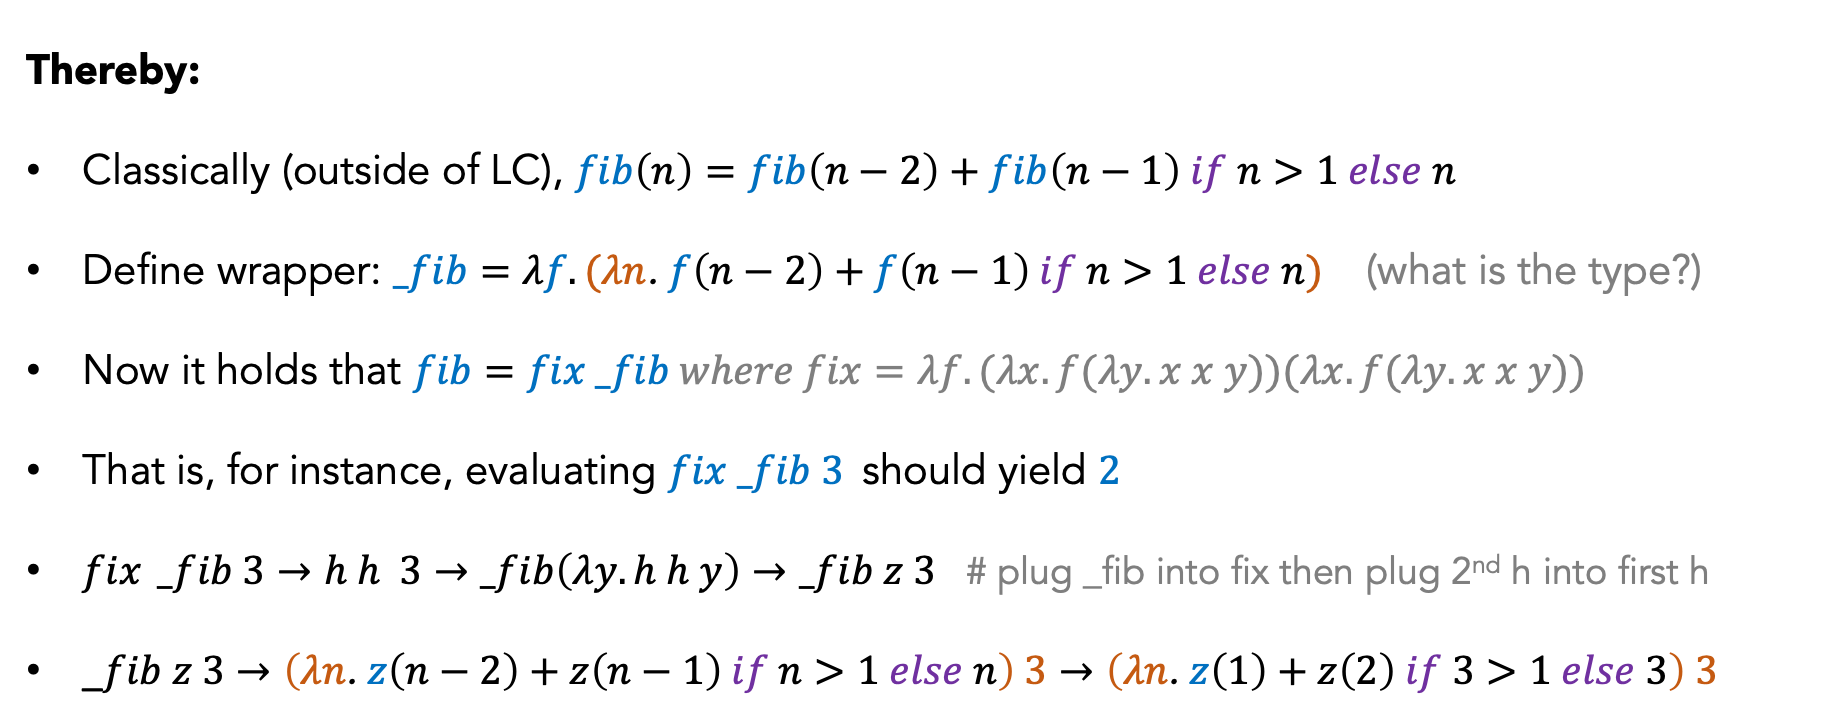 Thereby:
• Classically (outside of LC), fib(n) = fib(n − 2) + fib(n − 1) if n > 1 else n
• Define wrapper: _fib = λf. (λn. f(n − 2) + f(n − 1) if n > 1 else n) (what is the type?)
• Now it holds that fib = fix _fib where fix = λf. (λx. f(λy. x x y))(λx. f(λy. x x y))
• That is, for instance, evaluating fix _fib 3 should yield 2
• fix _fib 3 → h h 3 → _fib(λy. h h y) → _fib z 3 # plug _fib into fix then plug 2nd h into first h
• _fib z 3 → (λn. z(n − 2) + z(n − 1) if n > 1 else n) 3 → (λn. z(1) + z(2) if 3 > 1 else 3) 3